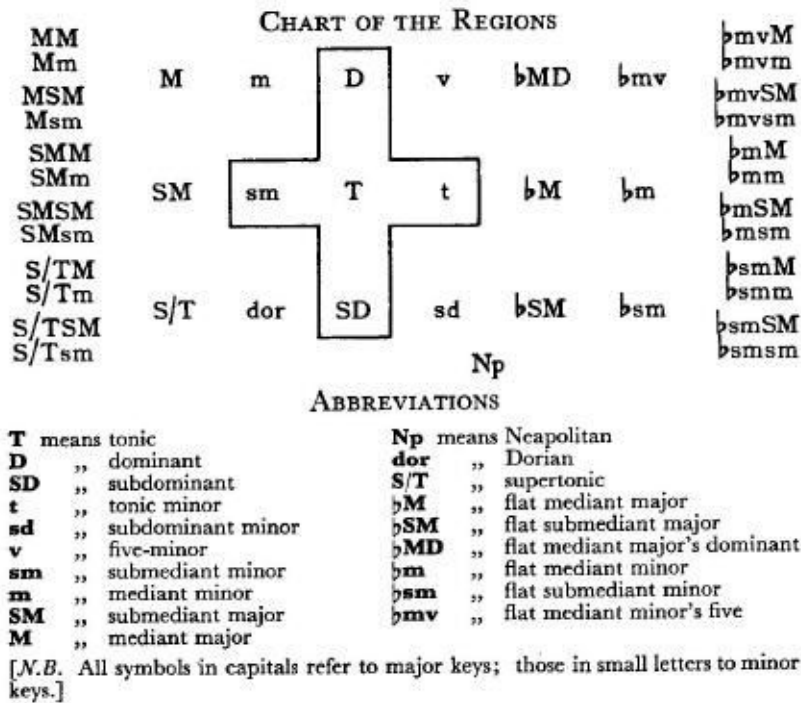 CHART OF THE REGIONS
MM ♭mvM
Mm ♭mvm
M m D v ♭MD ♭mv
MSM ♭mvSM
Msm ♭mvsm
SMM ♭mM
SMm ♭mm
SM sm T t ♭M ♭m
SMSM ♭mSM
SMsm ♭msm
S/TM ♭smM
S/Tm ♭smm
S/T dor SD sd ♭SM ♭sm
S/TSM ♭smSM
S/Tsm ♭smsm
Np
ABBREVIATIONS
T means tonic
D ,, dominant
SD ,, subdominant
t ,, tonic minor
sd ,, subdominant minor
v ,, five-minor
sm ,, submediant minor
m ,, mediant minor
SM ,, submediant major
M ,, mediant major
Np means Neapolitan
dor ,, Dorian
S/T ,, supertonic
♭M ,, flat mediant major
♭SM ,, flat submediant major
♭MD ,, flat mediant major's dominant
♭m ,, flat mediant minor
♭sm ,, flat submediant minor
♭mv ,, flat mediant minor's five
[N.B. All symbols in capitals refer to major keys; those in small letters to minor
keys.]